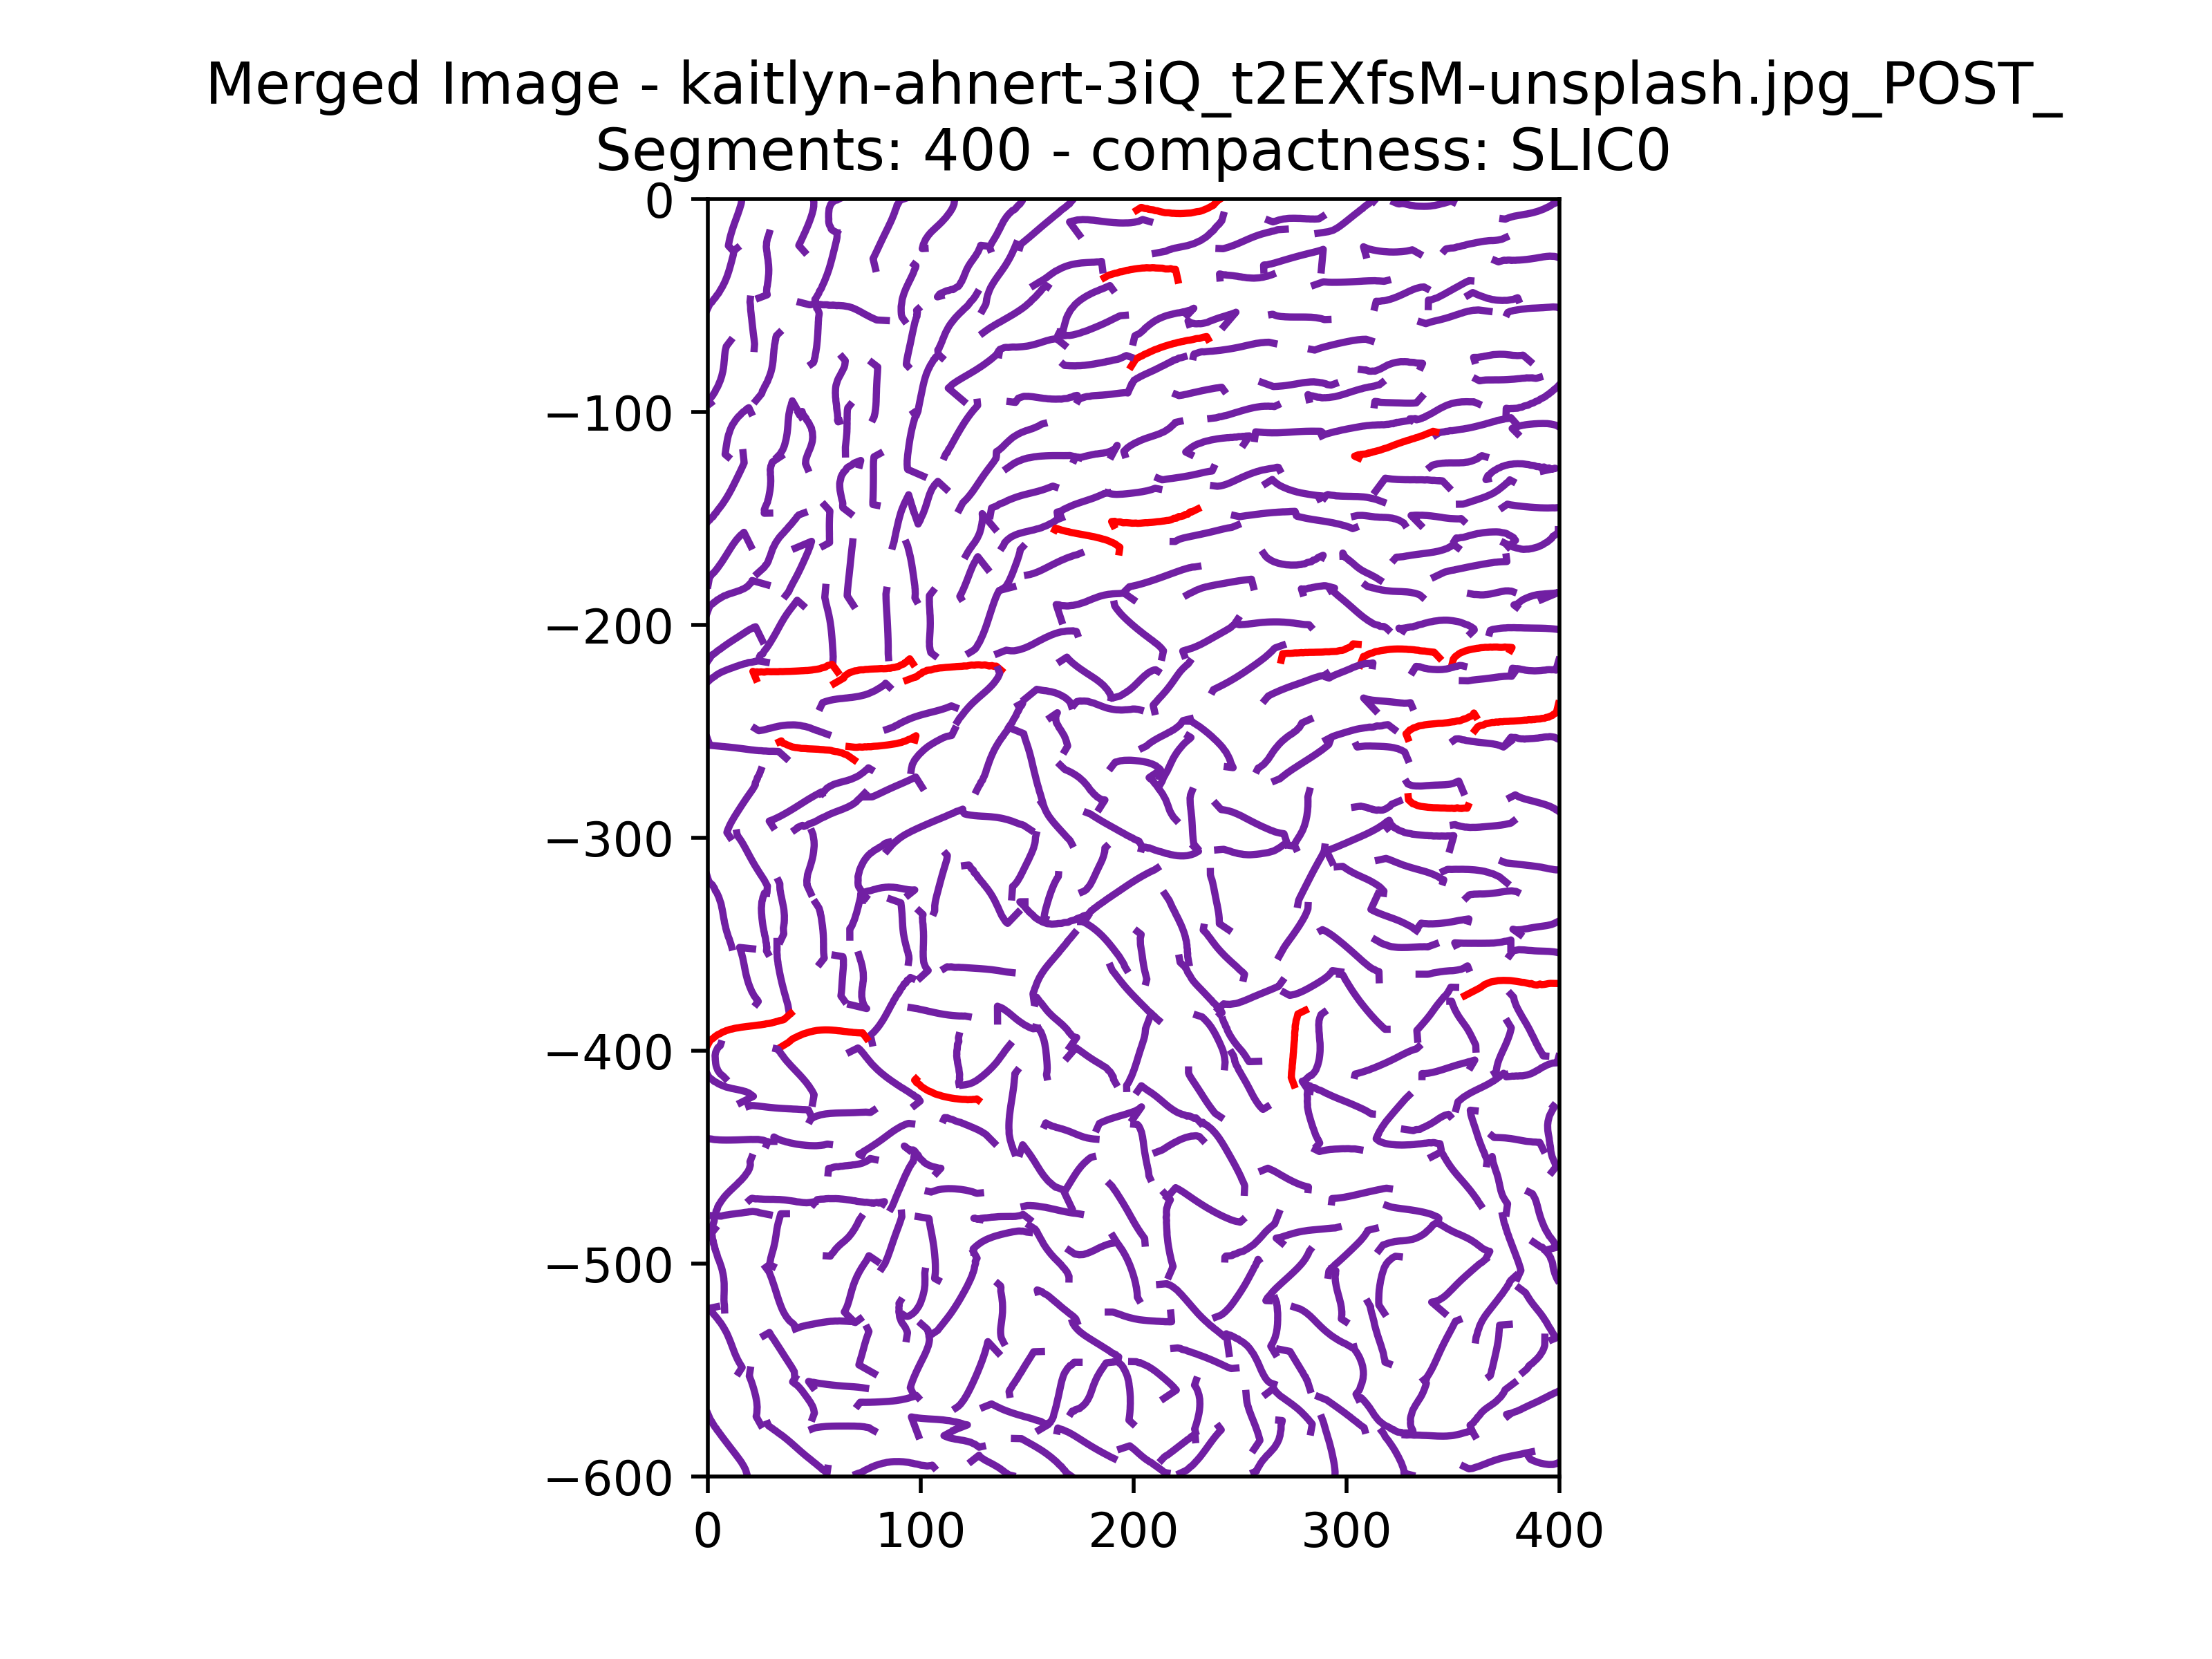 Merged Image - kaitlyn-ahnert-3iQ_t2EXfsM-unsplash.jpg_POST_
Segments: 400 - compactness: SLIC0
0
−100
−200
−300
−400
−500
−600
0 100 200 300 400